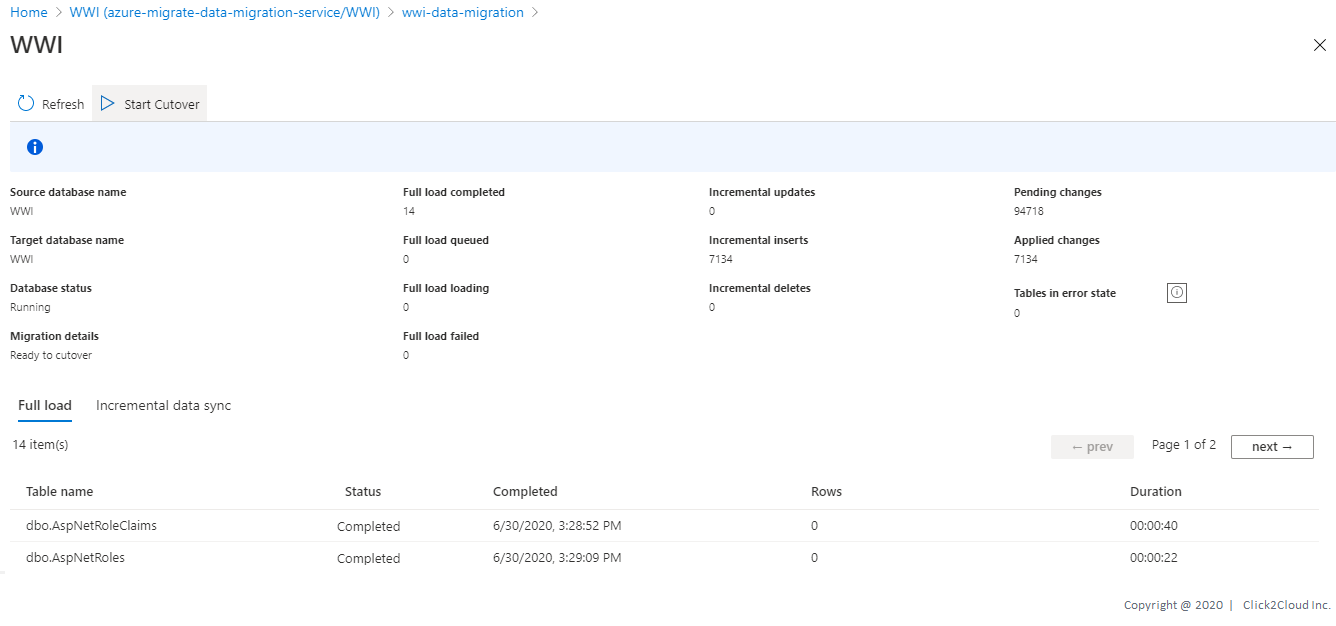 Home > WWI (azure-migrate-data-migration-service/WWI) > wwi-data-migration >
WWI
Refresh Start Cutover
Source database name Full load completed Incremental updates Pending changes
WWI 14 0 94718
Target database name Full load queued Incremental inserts Applied changes
WWI 0 7134 7134
Database status Full load loading Incremental deletes Tables in error state
Running 0 0 0
Migration details Full load failed
Ready to cutover 0
Full load Incremental data sync
14 item(s) ← prev Page 1 of 2 next →
Table name Status Completed Rows Duration
dbo.AspNetRoleClaims Completed 6/30/2020, 3:28:52 PM 0 00:00:40
dbo.AspNetRoles Completed 6/30/2020, 3:29:09 PM 0 00:00:22
Copyright @ 2020 | Click2Cloud Inc.